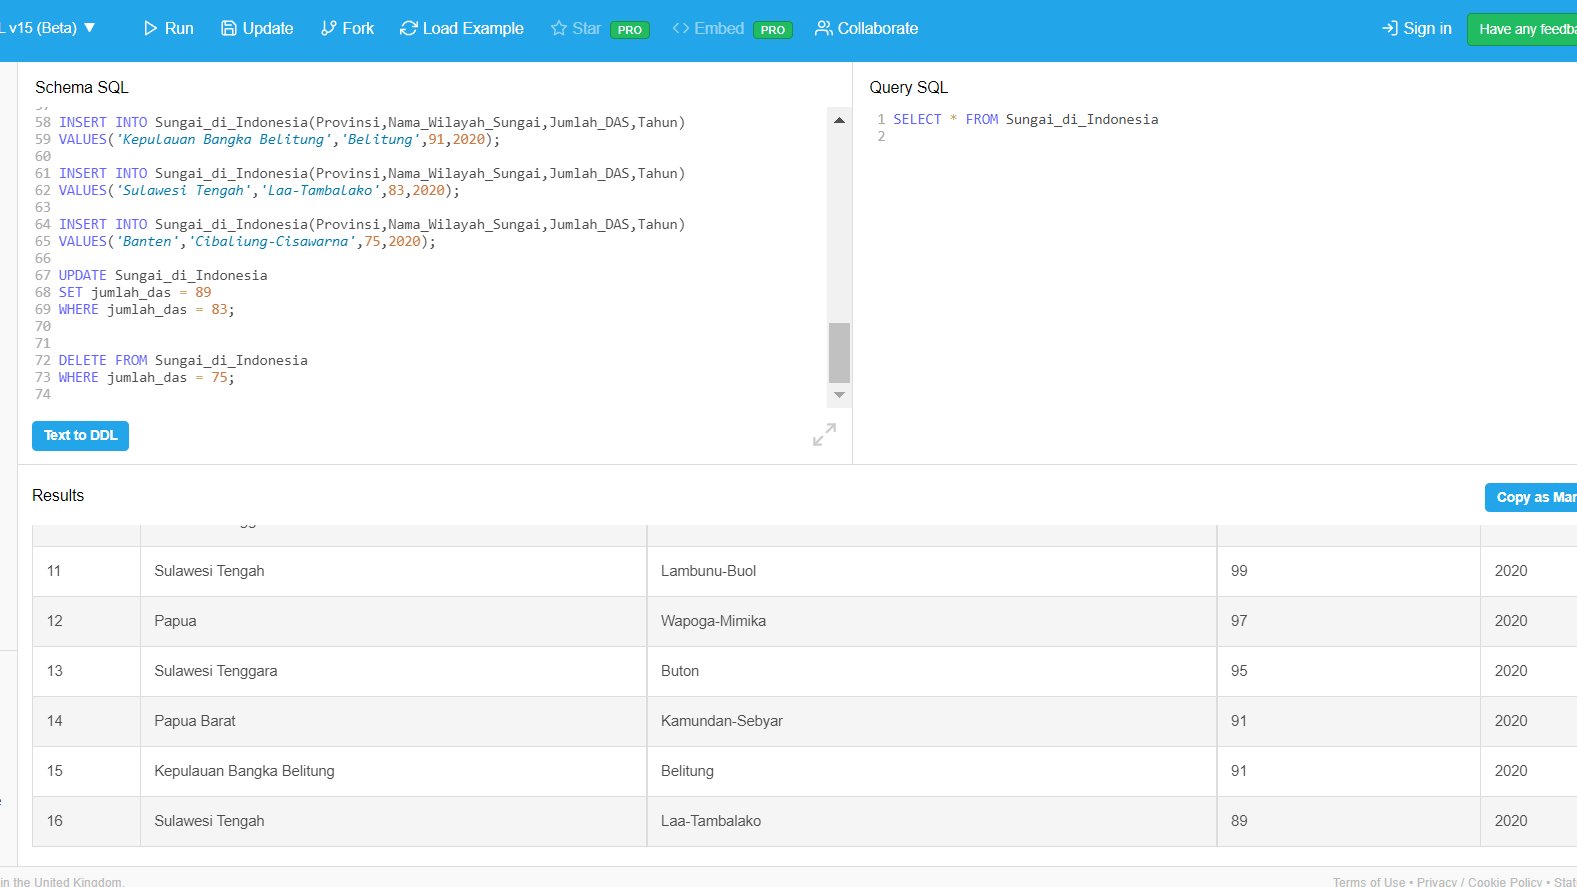 L v15 (Beta) ▼ Run Update Fork Load Example Star PRO <> Embed PRO Collaborate Sign in Have any feedba
Schema SQL
58 INSERT INTO Sungai_di_Indonesia(Provinsi,Nama_Wilayah_Sungai,Jumlah_DAS,Tahun)
59 VALUES('Kepulauan Bangka Belitung','Belitung',91,2020);
60
61 INSERT INTO Sungai_di_Indonesia(Provinsi,Nama_Wilayah_Sungai,Jumlah_DAS,Tahun)
62 VALUES('Sulawesi Tengah','Laa-Tambalako',83,2020);
63
64 INSERT INTO Sungai_di_Indonesia(Provinsi,Nama_Wilayah_Sungai,Jumlah_DAS,Tahun)
65 VALUES('Banten','Cibaliung-Cisawarna',75,2020);
66
67 UPDATE Sungai_di_Indonesia
68 SET jumlah_das = 89
69 WHERE jumlah_das = 83;
70
71
72 DELETE FROM Sungai_di_Indonesia
73 WHERE jumlah_das = 75;
74
Text to DDL
Query SQL
1 SELECT * FROM Sungai_di_Indonesia
2
Results
Copy as Mar
11 Sulawesi Tengah Lambunu-Buol 99 2020
12 Papua Wapoga-Mimika 97 2020
13 Sulawesi Tenggara Buton 95 2020
14 Papua Barat Kamundan-Sebyar 91 2020
15 Kepulauan Bangka Belitung Belitung 91 2020
16 Sulawesi Tengah Laa-Tambalako 89 2020
in the United Kingdom. Terms of Use • Privacy / Cookie Policy • Stat